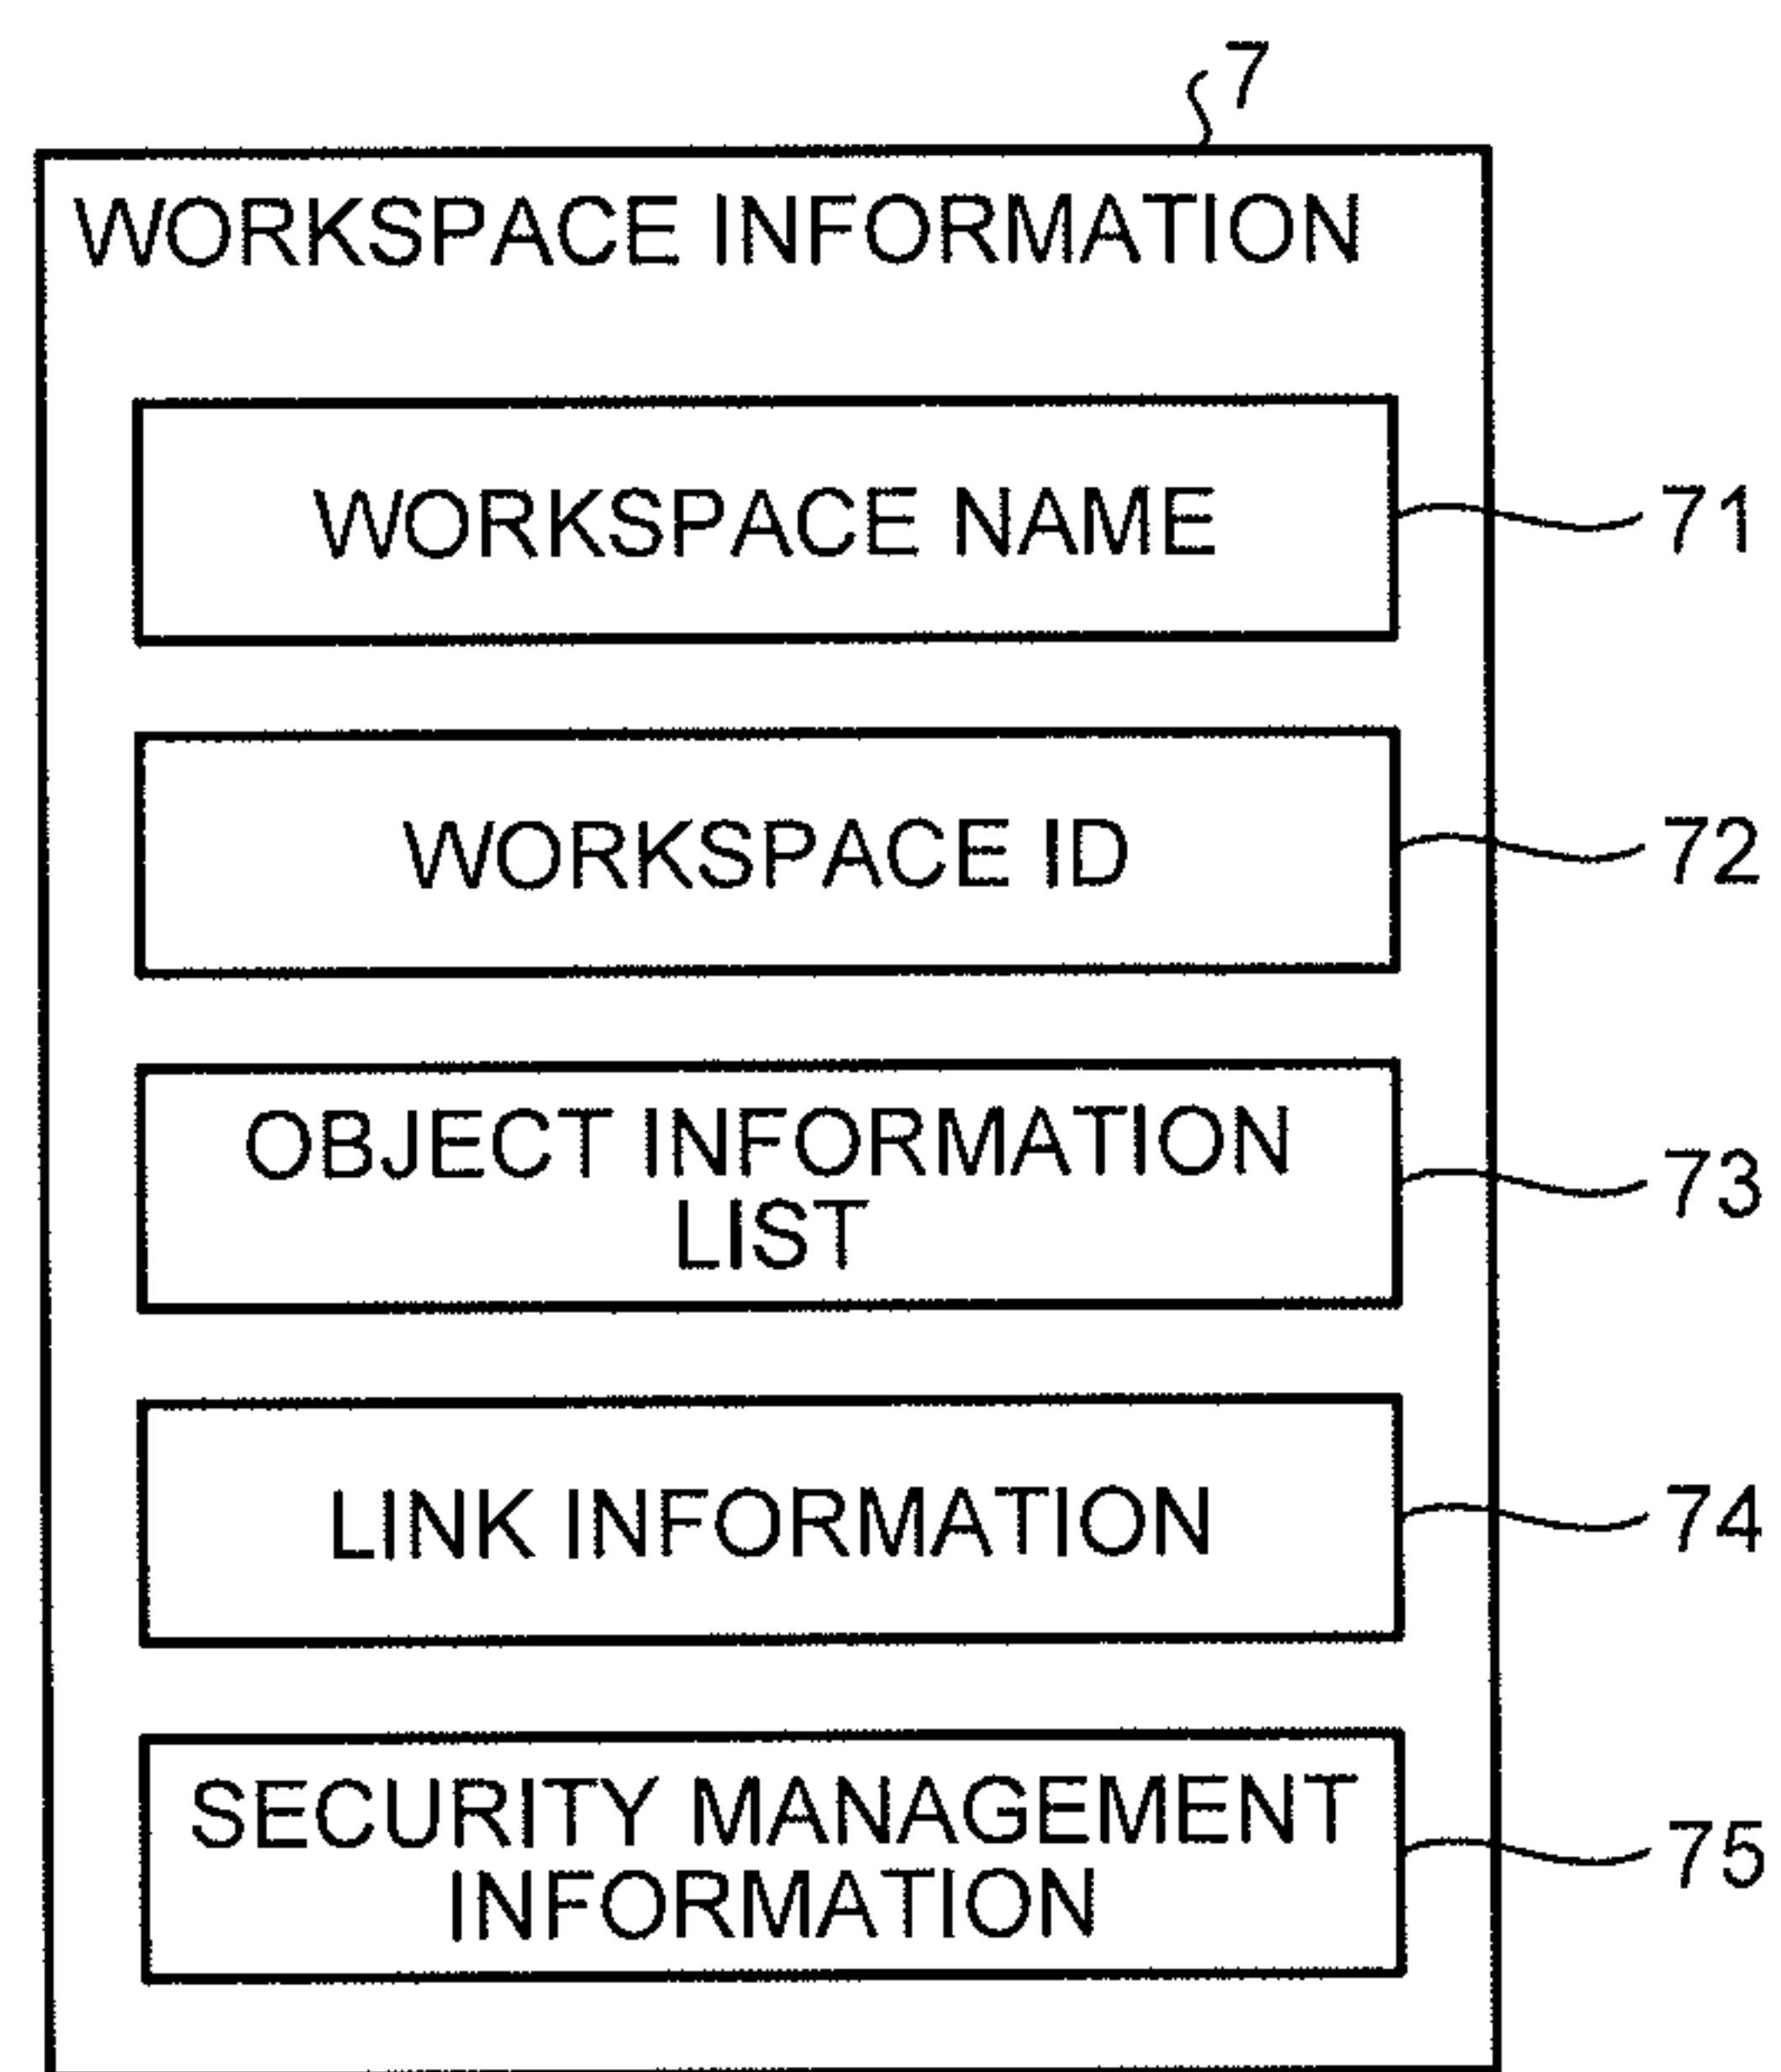 7
WORKSPACE INFORMATION
WORKSPACE NAME
71
WORKSPACE ID
72
OBJECT INFORMATION
LIST
73
LINK INFORMATION
74
SECURITY MANAGEMENT
INFORMATION
75